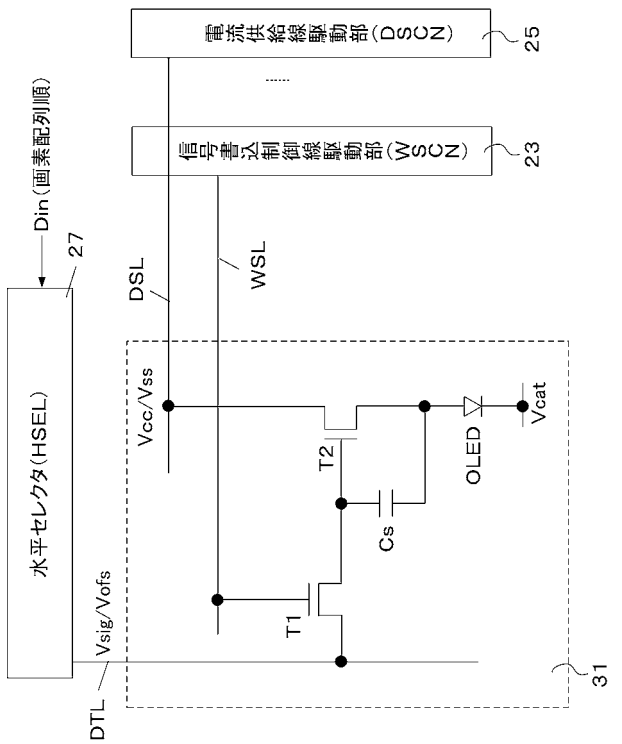 電流供給線駆動部(DSCN)
25
信号書込制御線駆動部(WSCN)
23
Din(画素配列順)
27
水平セレクタ(HSEL)
DSL
WSL
Vcc/Vss
Vsig/Vofs
DTL
T1
T2
Cs
OLED
Vcat
31